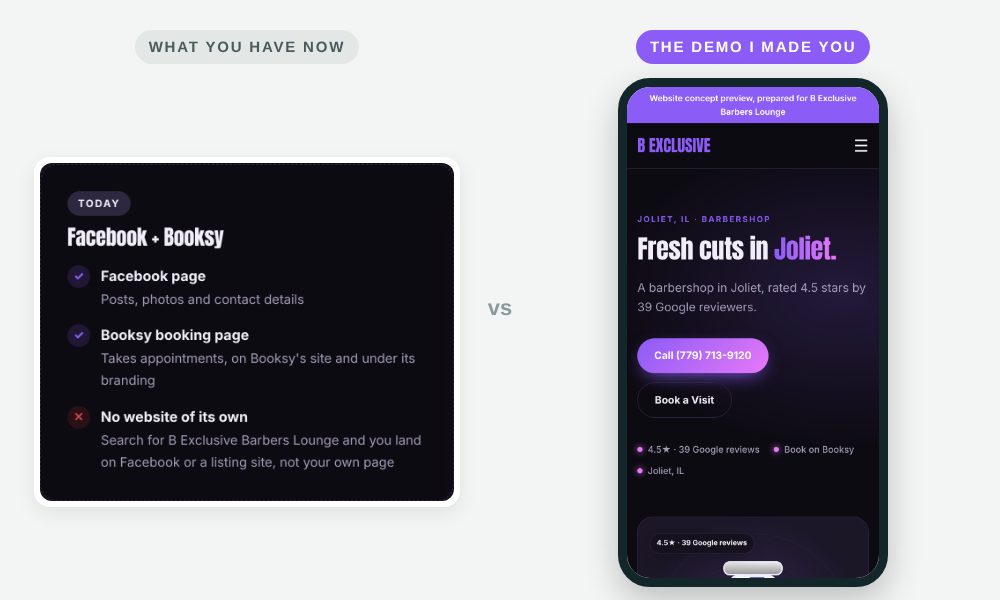 WHAT YOU HAVE NOW
TODAY
Facebook + Booksy
Facebook page
Posts, photos and contact details
Booksy booking page
Takes appointments, on Booksy's site and under its
branding
No website of its own
Search for B Exclusive Barbers Lounge and you land
on Facebook or a listing site, not your own page
vs
THE DEMO I MADE YOU
Website concept preview, prepared for B Exclusive
Barbers Lounge
B EXCLUSIVE
JOLIET, IL · BARBERSHOP
Fresh cuts in Joliet.
A barbershop in Joliet, rated 4.5 stars by
39 Google reviewers.
Call (779) 713-9120
Book a Visit
4.5★ · 39 Google reviews
Book on Booksy
Joliet, IL
4.5★ · 39 Google reviews